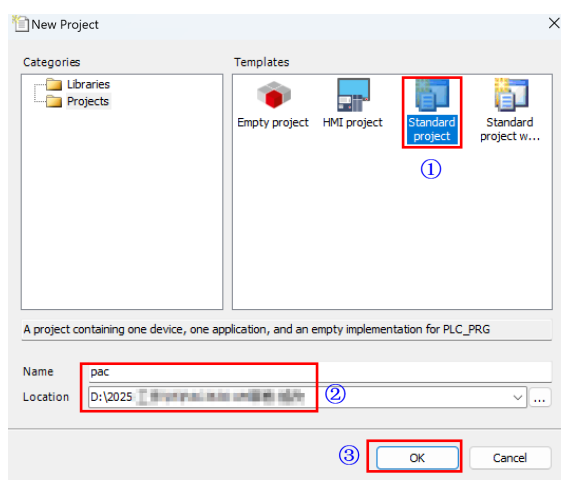 New Project
Categories
Templates
Libraries
Projects
Empty project
HMI project
Standard
project
Standard
project w...
①
A project containing one device, one application, and an empty implementation for PLC_PRG
Name
pac
Location
D:\2025
②
...
③
OK
Cancel